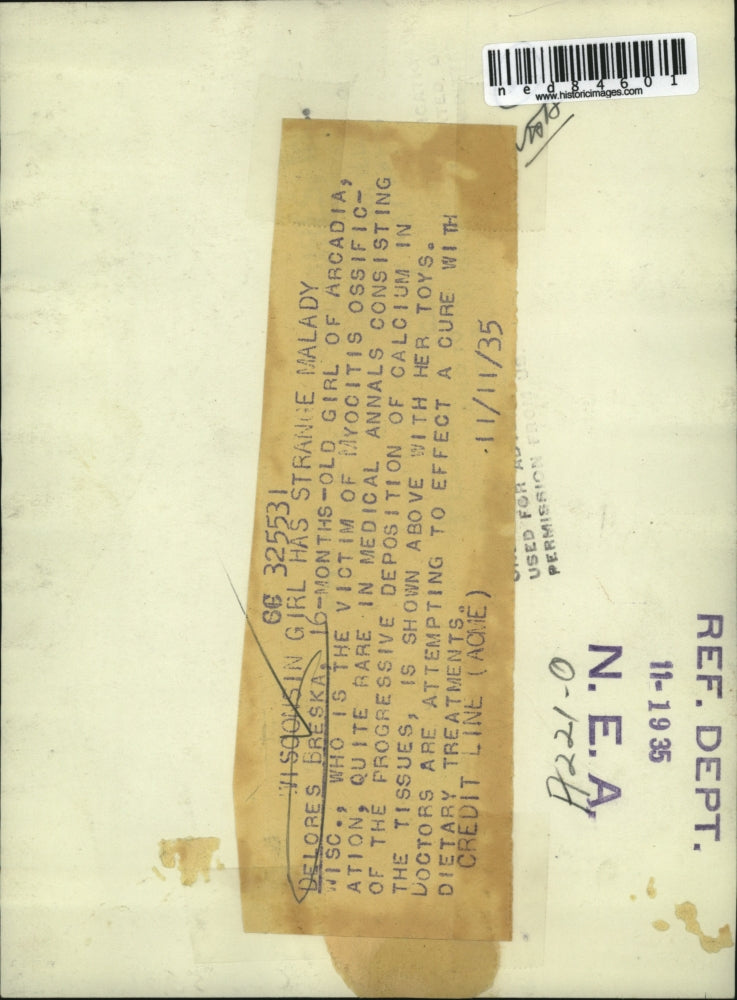 ned84601
www.historicimages.com
CG 325531
WISCONSIN GIRL HAS STRANGE MALADY
DELORES BRESKA, 16-MONTHS-OLD GIRL OF ARCADIA,
WISC., WHO IS THE VICTIM OF MYOCITIS OSSIFIC-
ATION, QUITE RARE IN MEDICAL ANNALS CONSISTING
OF THE PROGRESSIVE DEPOSITION OF CALCIUM IN
THE TISSUES, IS SHOWN ABOVE WITH HER TOYS.
DOCTORS ARE ATTEMPTING TO EFFECT A CURE WITH
DIETARY TREATMENTS.
CREDIT LINE (ACME) 11/11/35
USED FOR
PERMISSION FROM
N.E.A.
11-1935
REF. DEPT.